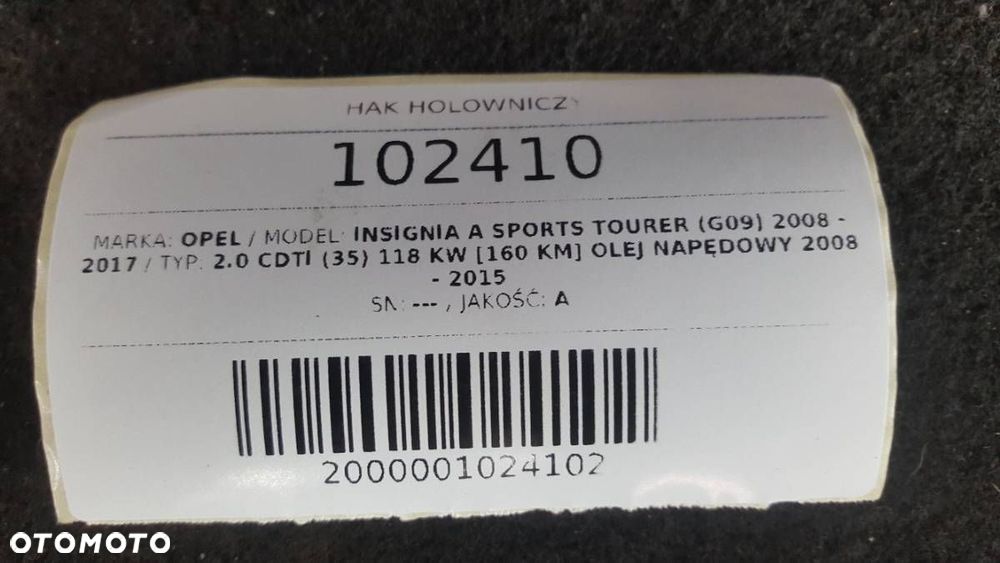 HAK HOLOWNICZY
102410
MARKA: OPEL / MODEL: INSIGNIA A SPORTS TOURER (G09) 2008 -
2017 / TYP: 2.0 CDTI (35) 118 KW [160 KM] OLEJ NAPĘDOWY 2008
- 2015
SN: --- , JAKOŚĆ: A
2000001024102
OTOMOTO